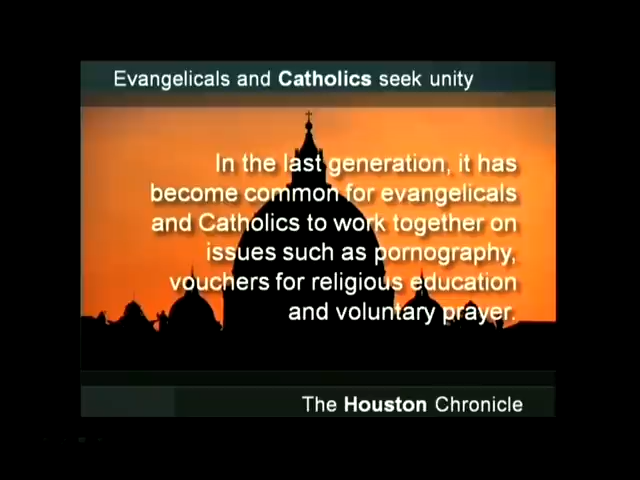 Evangelicals and Catholics seek unity
In the last generation, it has
become common for evangelicals
and Catholics to work together on
issues such as pornography,
vouchers for religious education
and voluntary prayer.
The Houston Chronicle